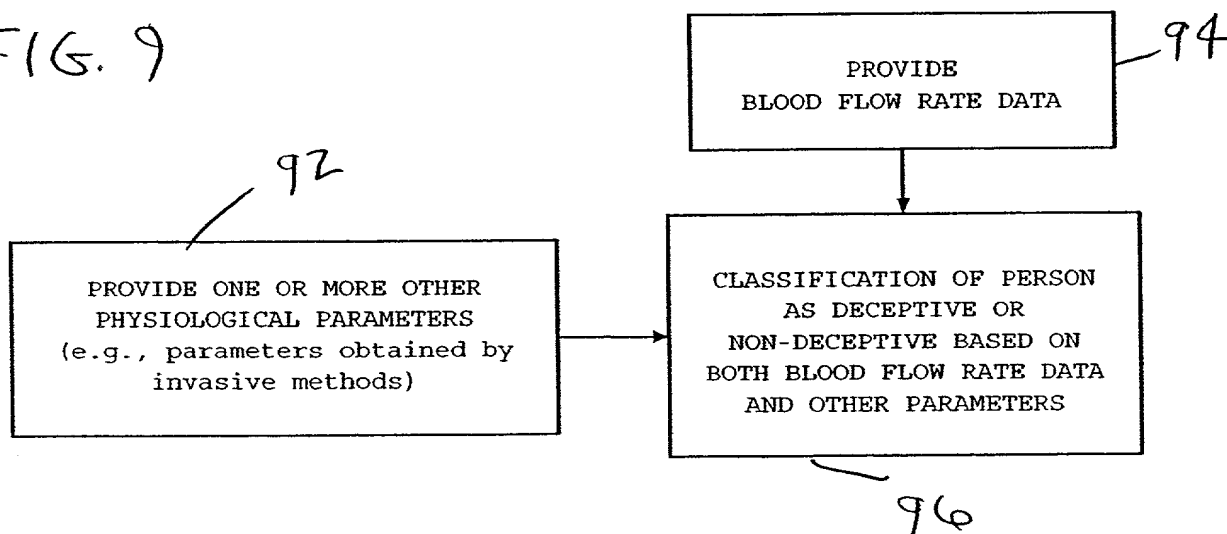 FIG. 9
94
PROVIDE
BLOOD FLOW RATE DATA
92
PROVIDE ONE OR MORE OTHER
PHYSIOLOGICAL PARAMETERS
(e.g., parameters obtained by
invasive methods)
CLASSIFICATION OF PERSON
AS DECEPTIVE OR
NON-DECEPTIVE BASED ON
BOTH BLOOD FLOW RATE DATA
AND OTHER PARAMETERS
96